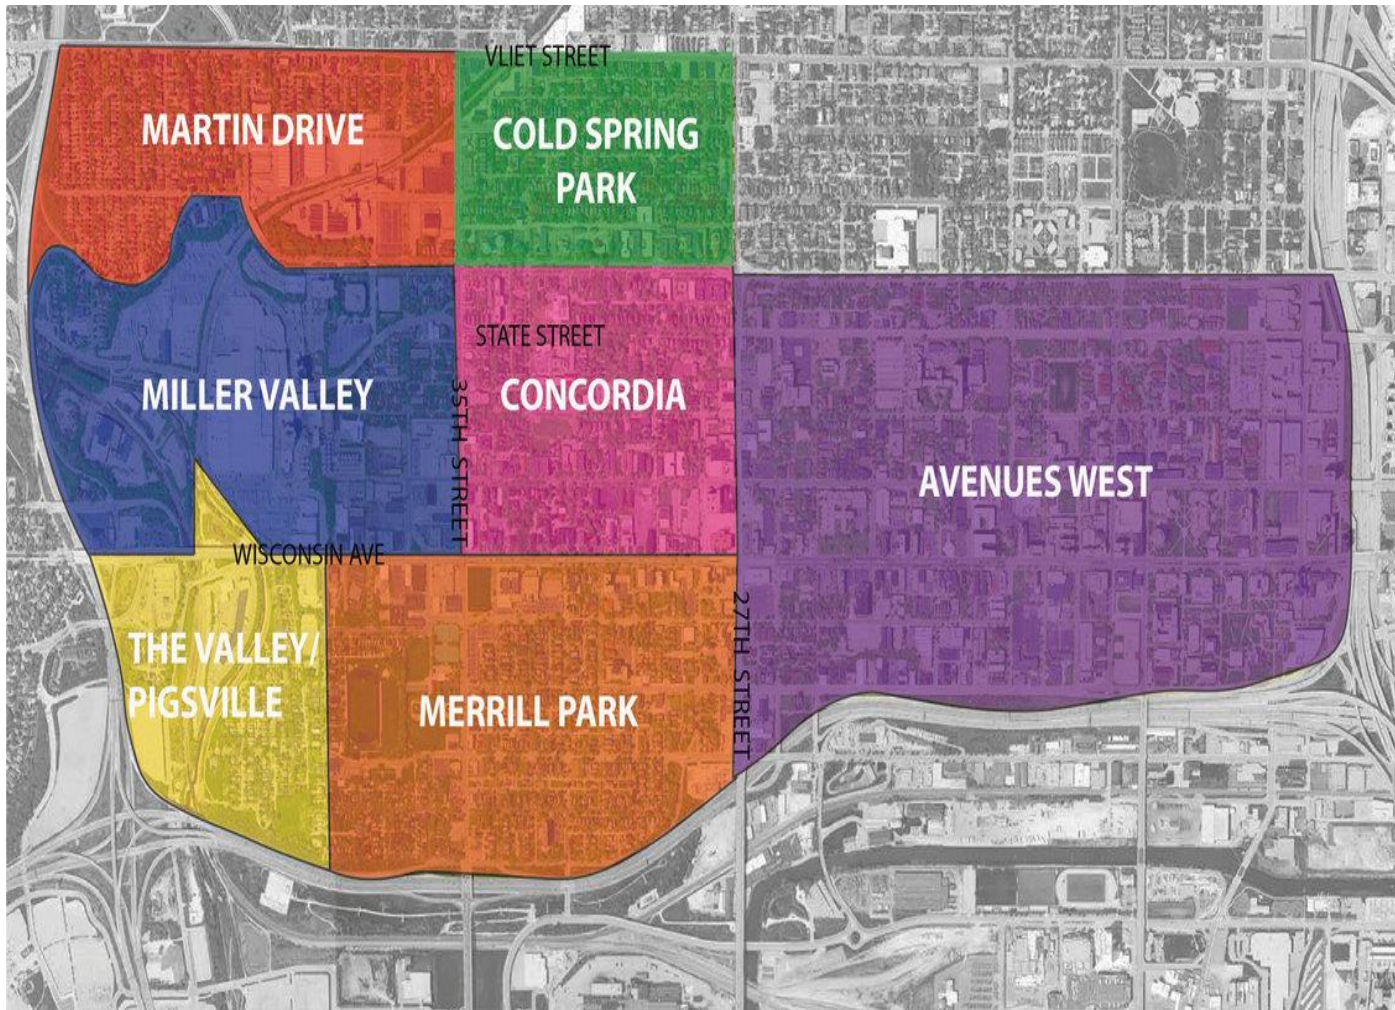 VLIET STREET
MARTIN DRIVE
COLD SPRING
PARK
STATE STREET
MILLER VALLEY
CONCORDIA
35TH STREET
AVENUES WEST
WISCONSIN AVE
27TH STREET
THE VALLEY/
PIGSVILLE
MERRILL PARK